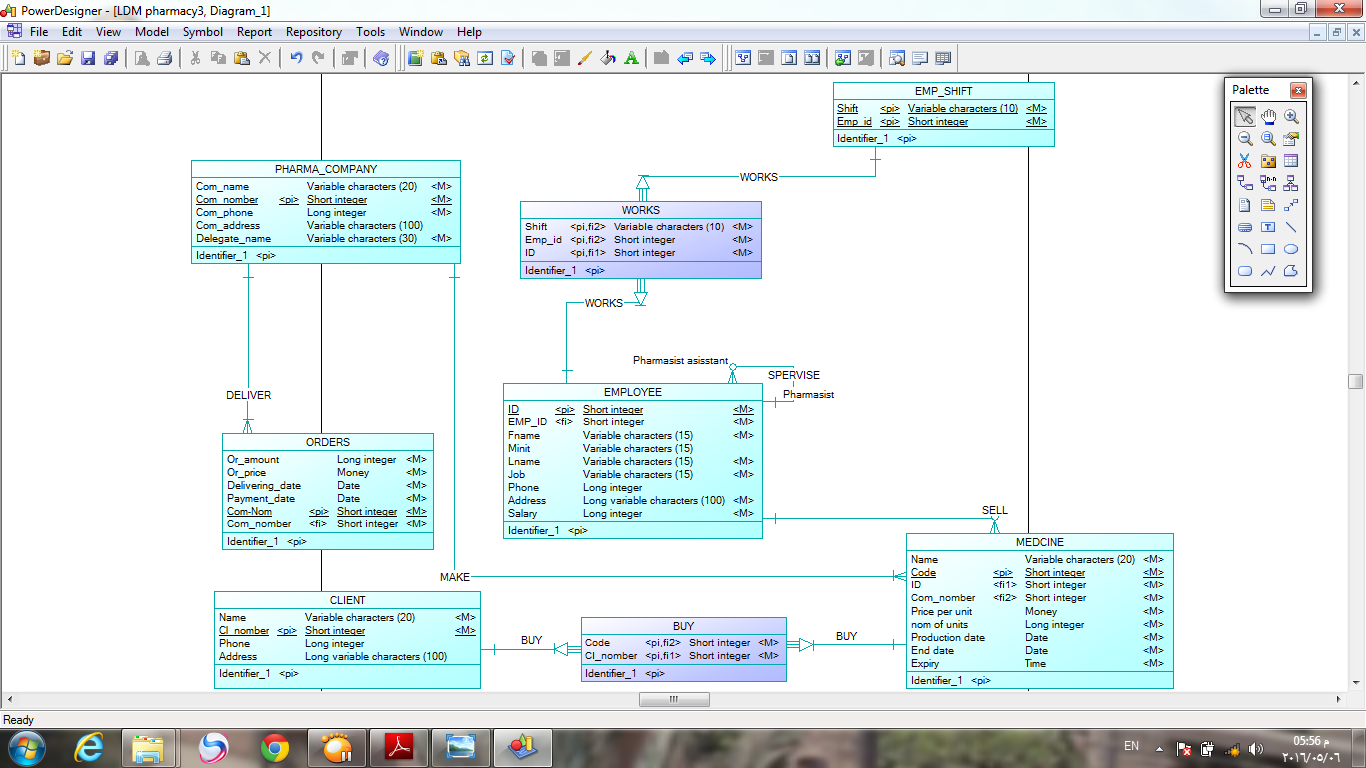 PowerDesigner - [LDM pharmacy3, Diagram_1]
File Edit View Model Symbol Report Repository Tools Window Help
EMP_SHIFT
Shift <pi> Variable characters (10) <M>
Emp_id <pi> Short integer <M>
Identifier_1 <pi>
Palette
PHARMA_COMPANY
Com_name Variable characters (20) <M>
Com_nomber <pi> Short integer <M>
Com_phone Long integer <M>
Com_address Variable characters (100)
Delegate_name Variable characters (30) <M>
Identifier_1 <pi>
WORKS
WORKS
Shift <pi,fi2> Variable characters (10) <M>
Emp_id <pi,fi2> Short integer <M>
ID <pi,fi1> Short integer <M>
Identifier_1 <pi>
WORKS
Pharmasist asisstant
SPERVISE
Pharmasist
DELIVER
EMPLOYEE
ID <pi> Short integer <M>
EMP_ID <fi> Short integer <M>
Fname Variable characters (15) <M>
Minit Variable characters (15)
Lname Variable characters (15) <M>
Job Variable characters (15) <M>
Phone Long integer
Address Long variable characters (100) <M>
Salary Long integer <M>
Identifier_1 <pi>
ORDERS
Or_amount Long integer <M>
Or_price Money <M>
Delivering_date Date <M>
Payment_date Date <M>
Com-Nom <pi> Short integer <M>
Com_nomber <fi> Short integer <M>
Identifier_1 <pi>
SELL
MAKE
MEDCINE
Name Variable characters (20) <M>
Code <pi> Short integer <M>
ID <fi1> Short integer <M>
Com_nomber <fi2> Short integer <M>
Price per unit Money <M>
nom of units Long integer <M>
Production date Date <M>
End date Date <M>
Expiry Time <M>
Identifier_1 <pi>
CLIENT
Name Variable characters (20) <M>
Cl_nomber <pi> Short integer <M>
Phone Long integer
Address Long variable characters (100)
Identifier_1 <pi>
BUY
BUY
Code <pi,fi2> Short integer <M>
Cl_nomber <pi,fi1> Short integer <M>
Identifier_1 <pi>
BUY
Ready
EN
05:56 م
٢٠١٦/٠٥/٠٦